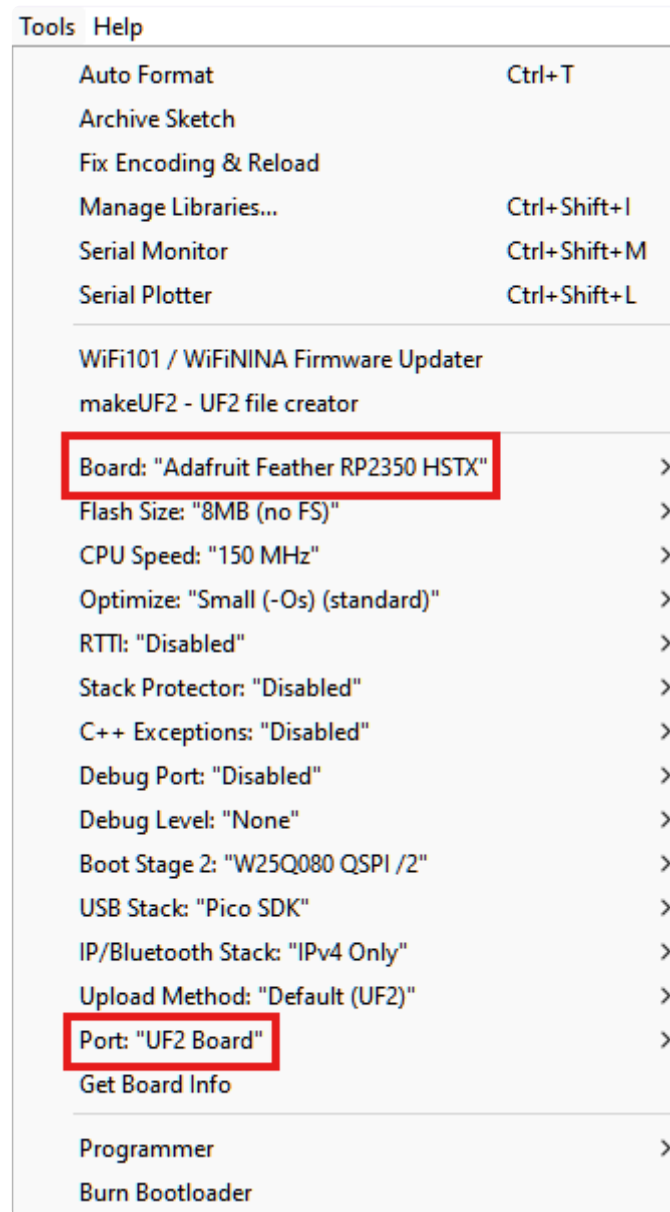 Tools Help
Auto Format Ctrl+T
Archive Sketch
Fix Encoding & Reload
Manage Libraries... Ctrl+Shift+I
Serial Monitor Ctrl+Shift+M
Serial Plotter Ctrl+Shift+L
WiFi101 / WiFiNINA Firmware Updater
makeUF2 - UF2 file creator
Board: "Adafruit Feather RP2350 HSTX"
Flash Size: "8MB (no FS)"
CPU Speed: "150 MHz"
Optimize: "Small (-Os) (standard)"
RTTI: "Disabled"
Stack Protector: "Disabled"
C++ Exceptions: "Disabled"
Debug Port: "Disabled"
Debug Level: "None"
Boot Stage 2: "W25Q080 QSPI /2"
USB Stack: "Pico SDK"
IP/Bluetooth Stack: "IPv4 Only"
Upload Method: "Default (UF2)"
Port: "UF2 Board"
Get Board Info
Programmer
Burn Bootloader